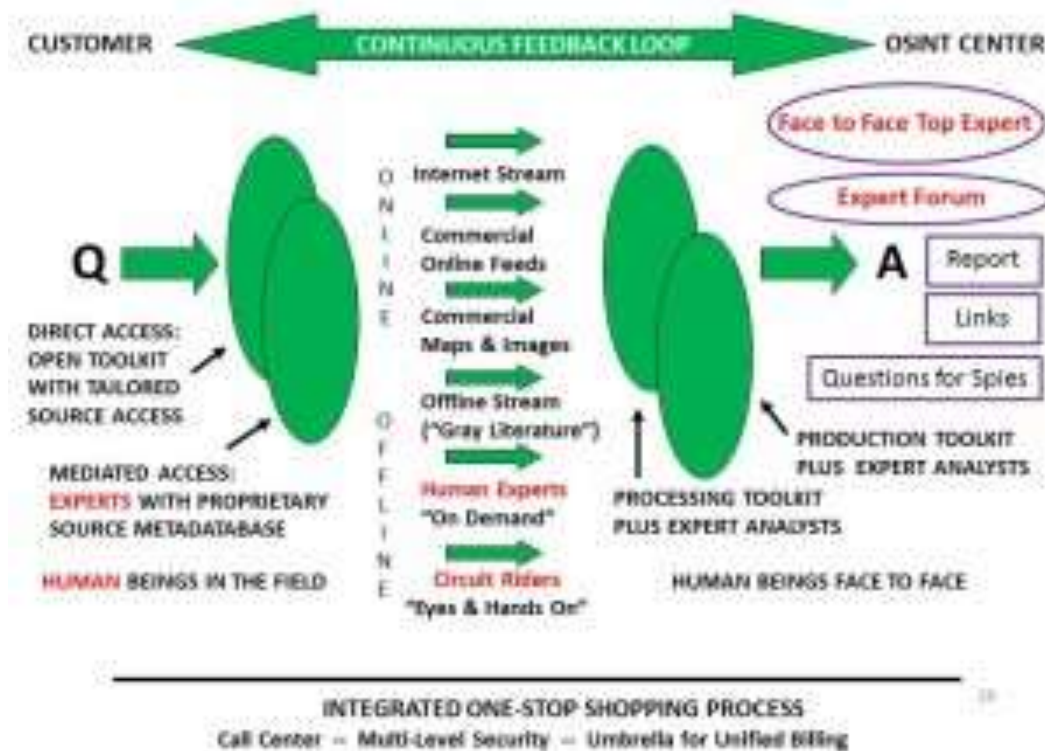 CUSTOMER
CONTINUOUS FEEDBACK LOOP
OSINT CENTER
Face to Face Top Expert
Expert Forum
Q
A
Report
Links
Questions for Spies
DIRECT ACCESS:
OPEN TOOLKIT
WITH TAILORED
SOURCE ACCESS
MEDIATED ACCESS:
EXPERTS WITH PROPRIETARY
SOURCE METADATABASE
HUMAN BEINGS IN THE FIELD
ONLINE
Internet Stream
Commercial
Online Feeds
Commercial
Maps & Images
OFFLINE
Offline Stream
("Gray Literature")
Human Experts
"On Demand"
Circuit Riders
"Eyes & Hands On"
PROCESSING TOOLKIT
PLUS EXPERT ANALYSTS
PRODUCTION TOOLKIT
PLUS EXPERT ANALYSTS
HUMAN BEINGS FACE TO FACE
INTEGRATED ONE-STOP SHOPPING PROCESS
Call Center -- Multi-Level Security -- Umbrella for Unified Billing